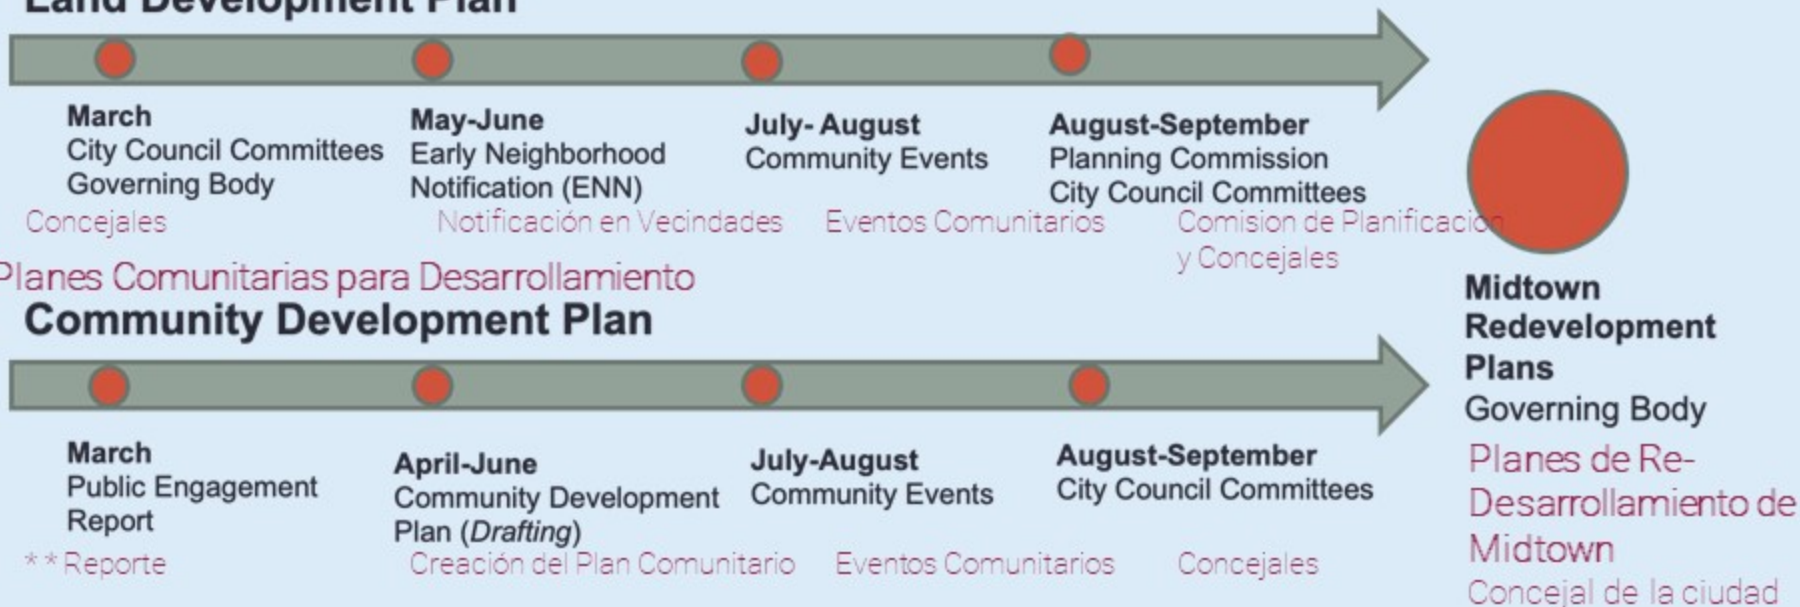 Land Development Plan
March
City Council Committees
Governing Body
Concejales
May-June
Early Neighborhood
Notification (ENN)
Notificación en Vecindades
July- August
Community Events
Eventos Comunitarios
August-September
Planning Commission
City Council Committees
Comision de Planificación
y Concejales
Planes Comunitarias para Desarrollamiento
Community Development Plan
March
Public Engagement
Report
** Reporte
April-June
Community Development
Plan (Drafting)
Creación del Plan Comunitario
July-August
Community Events
Eventos Comunitarios
August-September
City Council Committees
Concejales
Midtown
Redevelopment
Plans
Governing Body
Planes de Re-
Desarrollamiento de
Midtown
Concejal de la ciudad